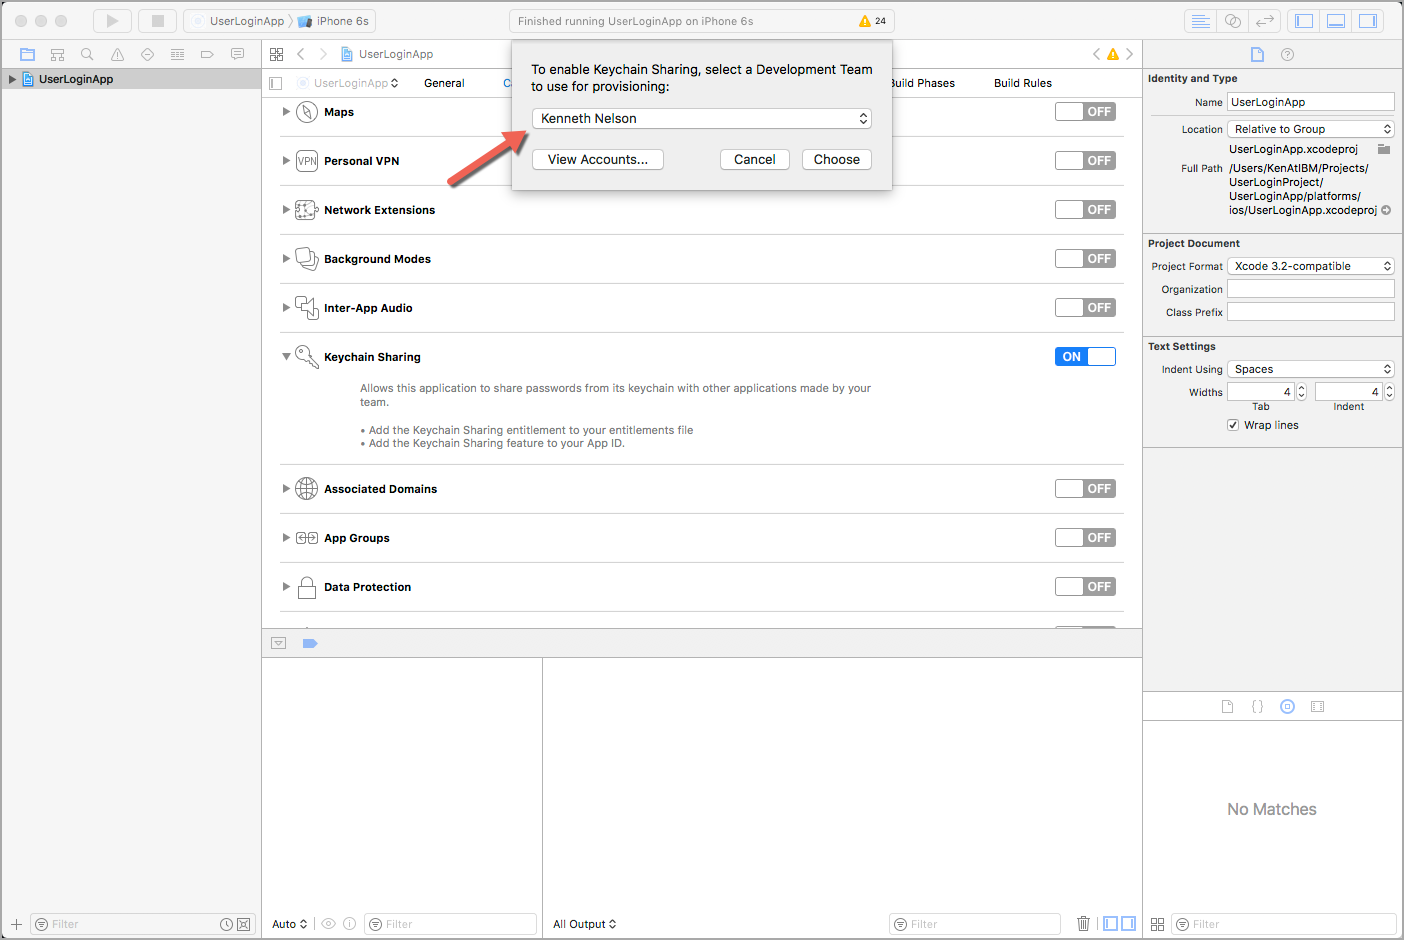 UserLoginApp
iPhone 6s
Finished running UserLoginApp on iPhone 6s
24
UserLoginApp
UserLoginApp
UserLoginApp
General
Build Phases
Build Rules
To enable Keychain Sharing, select a Development Team
to use for provisioning:
Kenneth Nelson
View Accounts...
Cancel
Choose
Maps
OFF
VPN
Personal VPN
OFF
Network Extensions
OFF
Background Modes
OFF
Inter-App Audio
OFF
Keychain Sharing
ON
Allows this application to share passwords from its keychain with other applications made by your
team.
• Add the Keychain Sharing entitlement to your entitlements file
• Add the Keychain Sharing feature to your App ID.
Associated Domains
OFF
App Groups
OFF
Data Protection
OFF
Identity and Type
Name
UserLoginApp
Location
Relative to Group
UserLoginApp.xcodeproj
Full Path
/Users/KenAtIBM/Projects/
UserLoginProject/
UserLoginApp/platforms/
ios/UserLoginApp.xcodeproj
Project Document
Project Format
Xcode 3.2-compatible
Organization
Class Prefix
Text Settings
Indent Using
Spaces
Widths
4
4
Tab
Indent
Wrap lines
No Matches
Filter
Auto
Filter
All Output
Filter
Filter